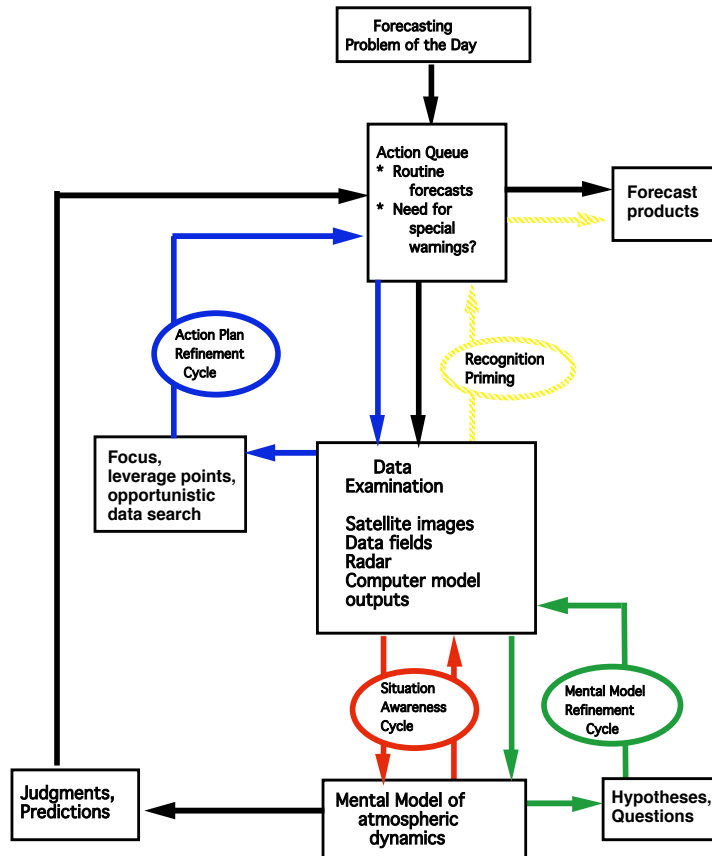 Forecasting
Problem of the Day
Action Queue
* Routine
forecasts
* Need for
special
warnings?
Forecast
products
Action Plan
Refinement
Cycle
Recognition
Priming
Focus,
leverage points,
opportunistic
data search
Data
Examination
Satellite images
Data fields
Radar
Computer model
outputs
Situation
Awareness
Cycle
Mental Model
Refinement
Cycle
Judgments,
Predictions
Mental Model of
atmospheric
dynamics
Hypotheses,
Questions